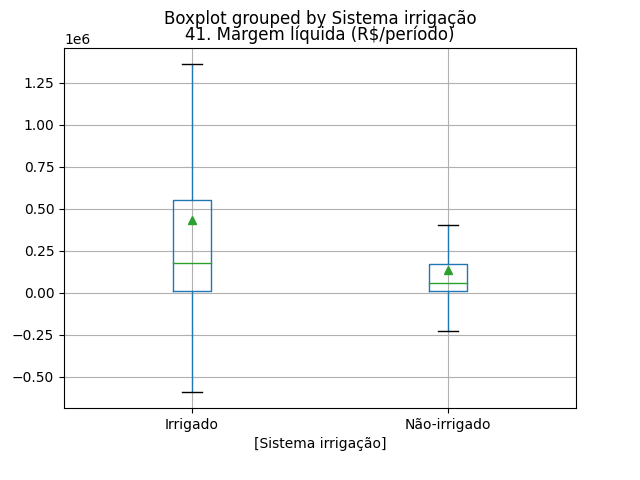 Boxplot grouped by Sistema irrigação
41. Margem líquida (R$/período)
1e6
1.25
1.00
0.75
0.50
0.25
0.00
−0.25
−0.50
Irrigado
Não-irrigado
[Sistema irrigação]